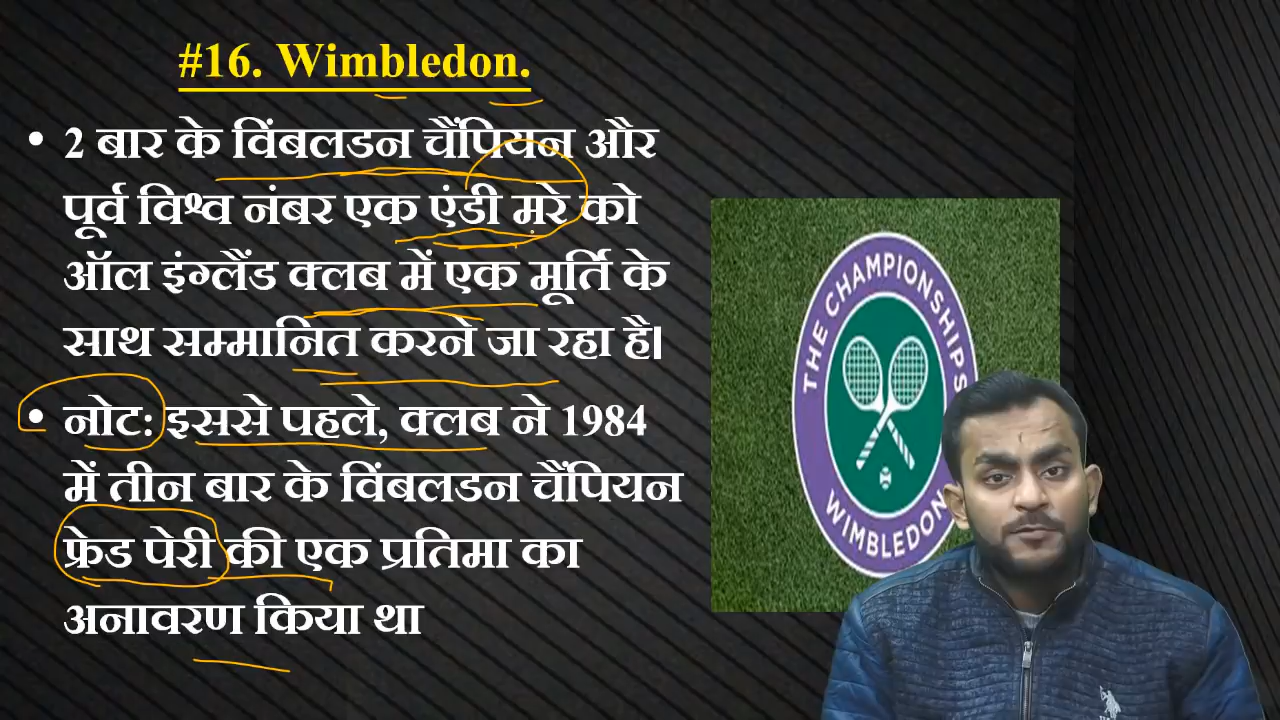 #16. Wimbledon.
• 2 बार के विंबलडन चैंपियन और
पूर्व विश्व नंबर एक एंडी मरे को
ऑल इंग्लैंड क्लब में एक मूर्ति के
साथ सम्मानित करने जा रहा है।
• नोट: इससे पहले, क्लब ने 1984
में तीन बार के विंबलडन चैंपियन
फ्रेड पेरी की एक प्रतिमा का
अनावरण किया था
THE CHAMPIONSHIPS
WIMBLEDON